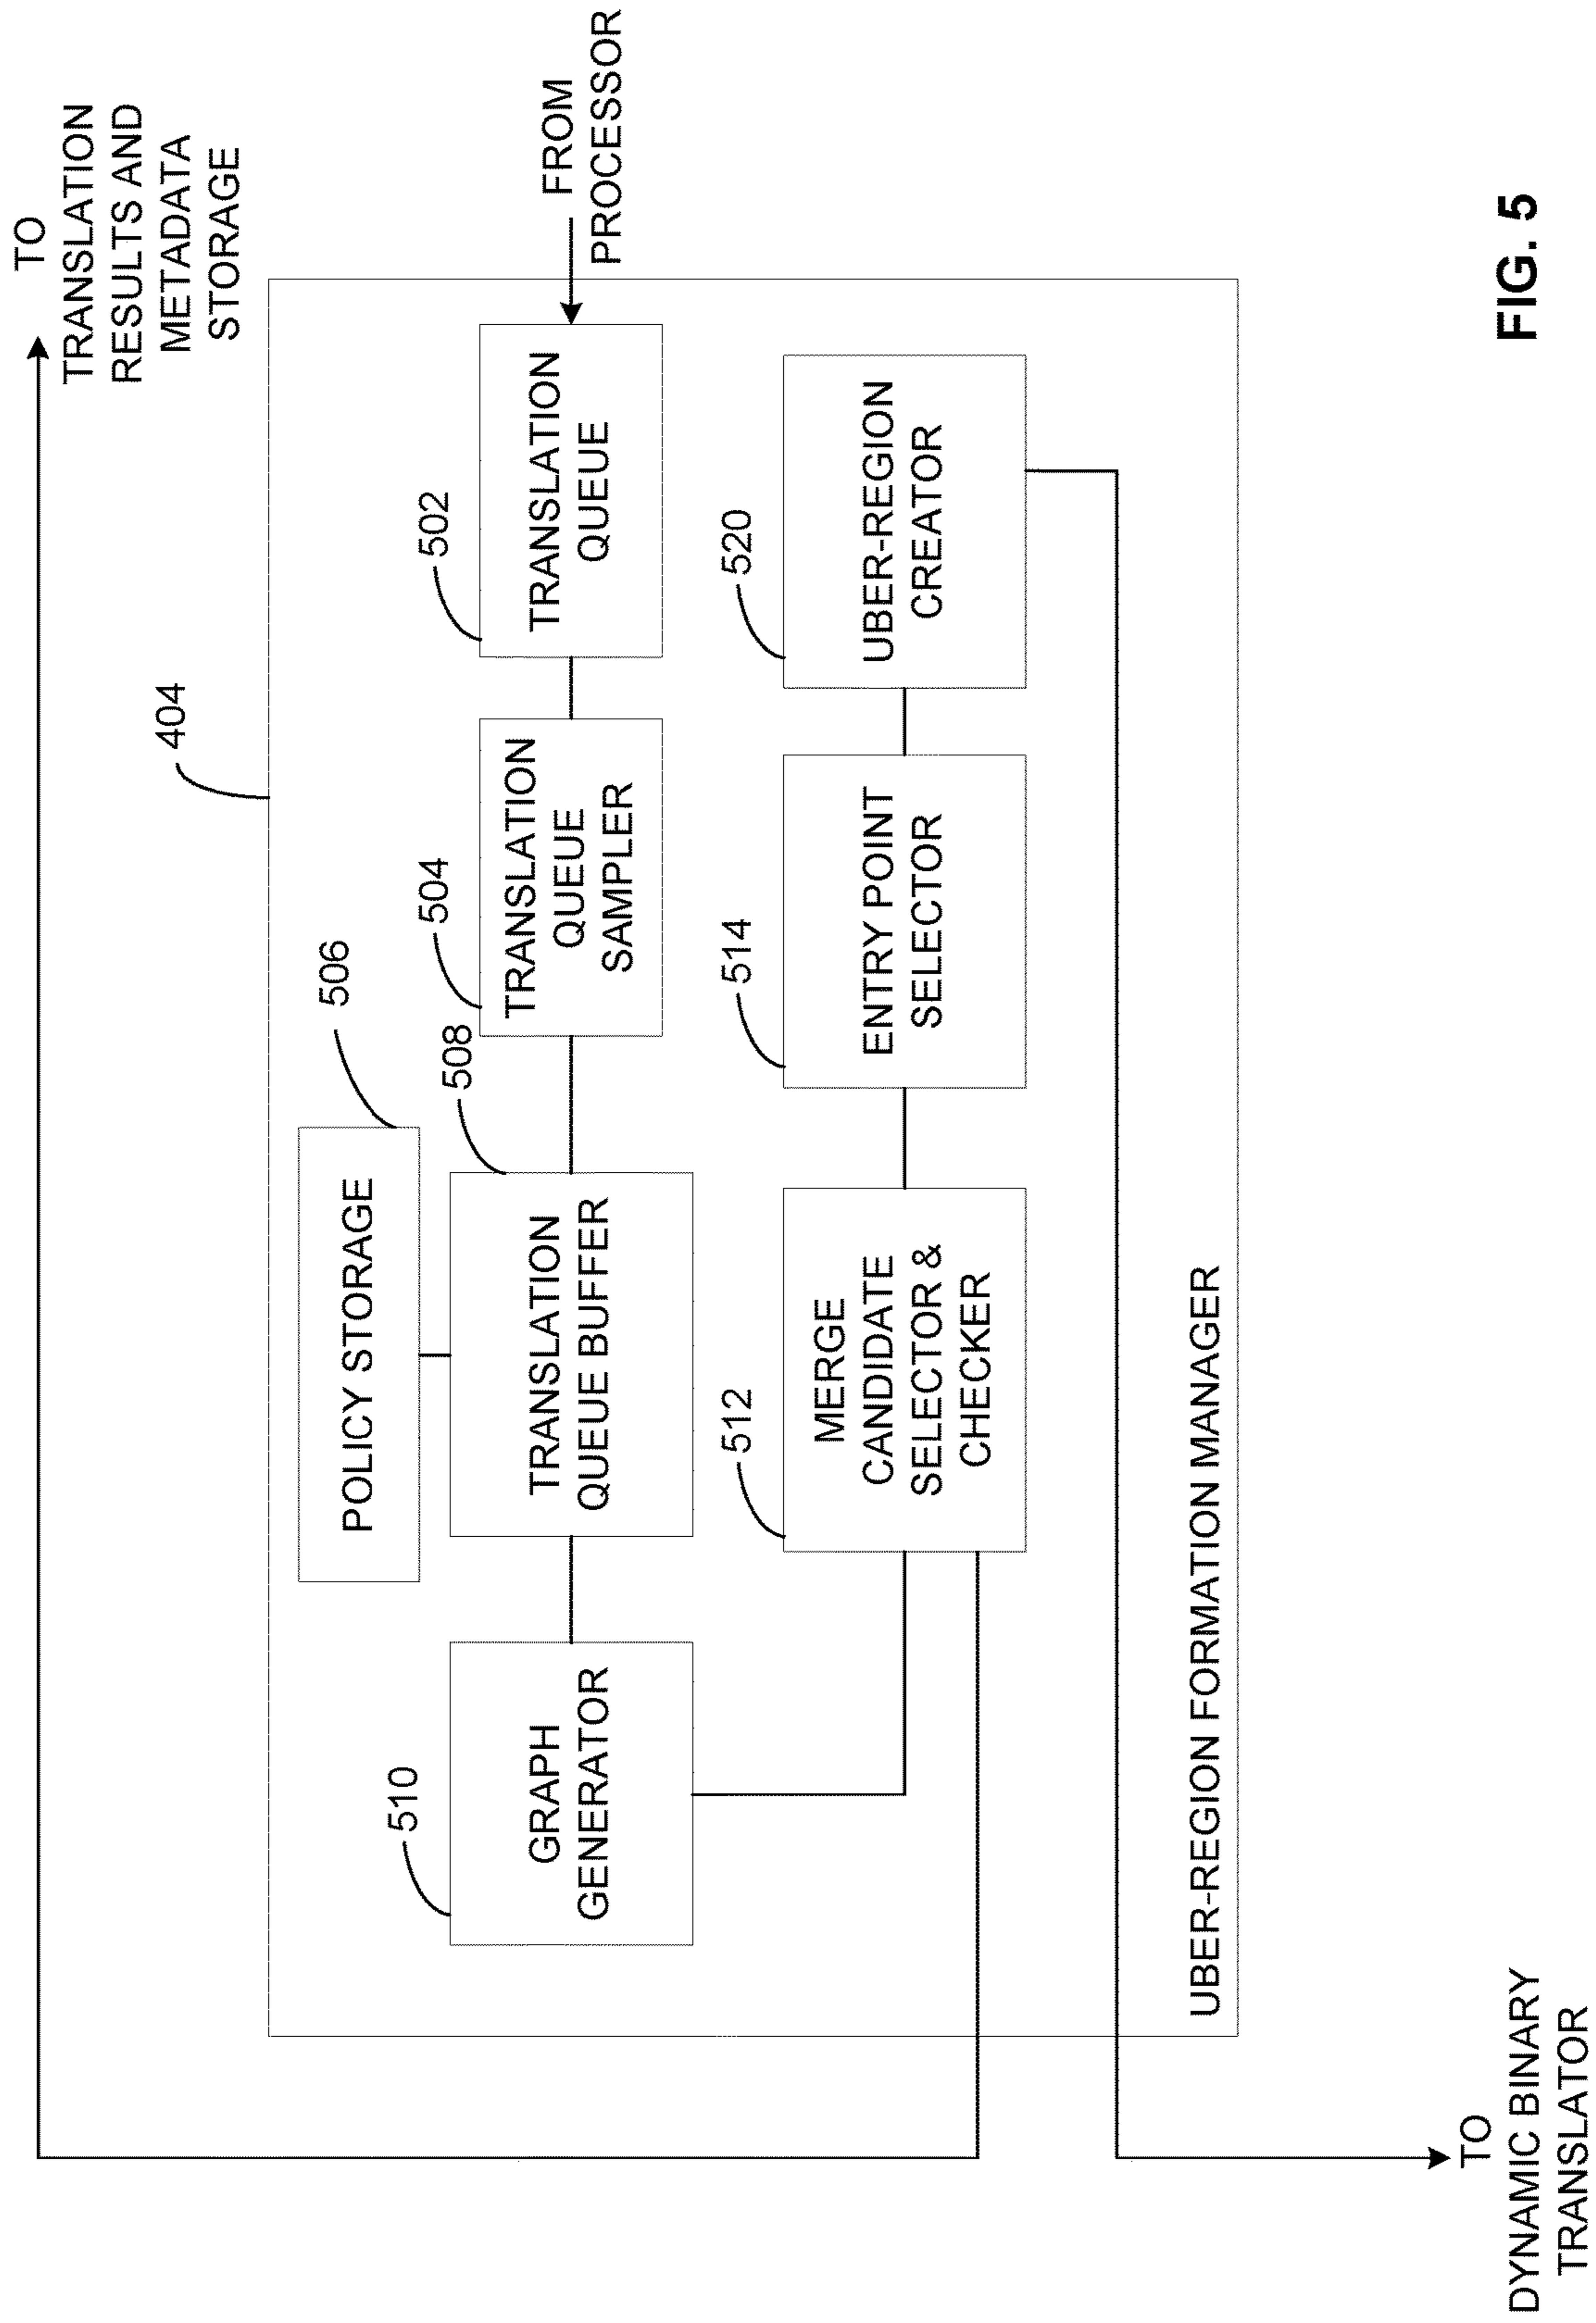 TO
TRANSLATION
RESULTS AND
METADATA
STORAGE
404
506
POLICY STORAGE
510
GRAPH
GENERATOR
508
TRANSLATION
QUEUE BUFFER
504
TRANSLATION
QUEUE
SAMPLER
502
TRANSLATION
QUEUE
FROM
PROCESSOR
512
MERGE
CANDIDATE
SELECTOR &
CHECKER
514
ENTRY POINT
SELECTOR
520
UBER-REGION
CREATOR
UBER-REGION FORMATION MANAGER
TO
DYNAMIC BINARY
TRANSLATOR
FIG. 5